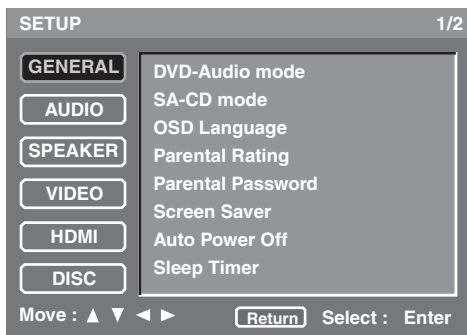 SETUP 1/2
GENERAL
AUDIO
SPEAKER
VIDEO
HDMI
DISC
DVD-Audio mode
SA-CD mode
OSD Language
Parental Rating
Parental Password
Screen Saver
Auto Power Off
Sleep Timer
Move : ▲ ▼ ◄ ► Return Select : Enter